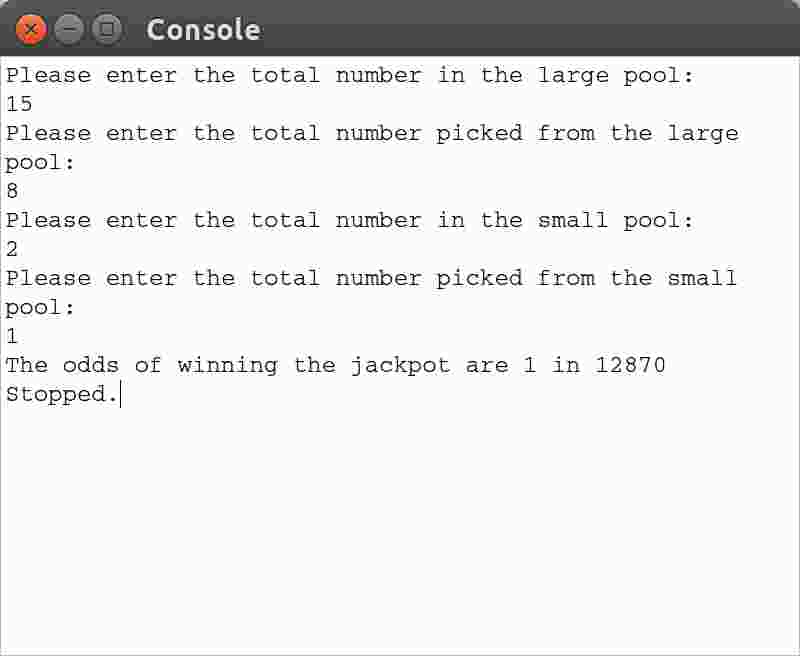 Console
Please enter the total number in the large pool:
15
Please enter the total number picked from the large
pool:
8
Please enter the total number in the small pool:
2
Please enter the total number picked from the small
pool:
1
The odds of winning the jackpot are 1 in 12870
Stopped.